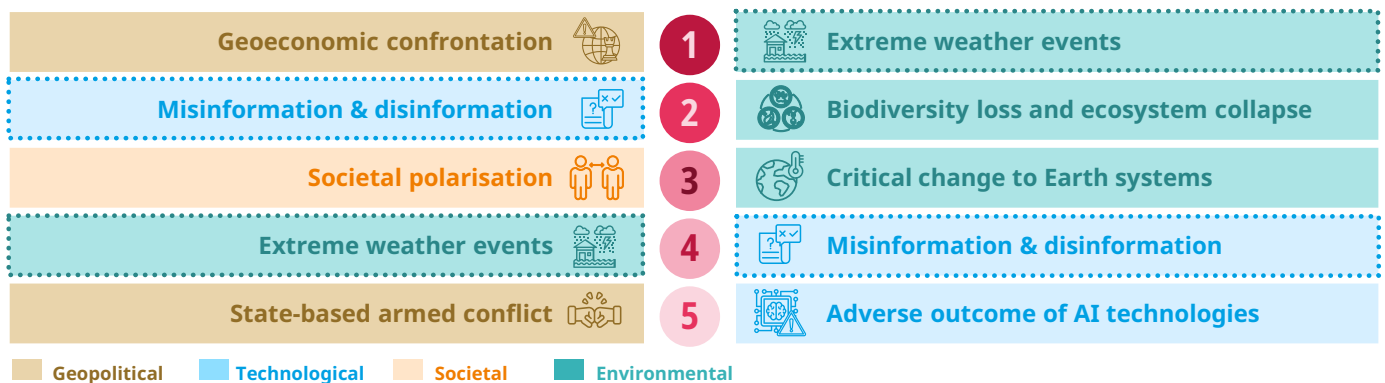 Geoeconomic confrontation 1 Extreme weather events
Misinformation & disinformation 2 Biodiversity loss and ecosystem collapse
Societal polarisation 3 Critical change to Earth systems
Extreme weather events 4 Misinformation & disinformation
State-based armed conflict 5 Adverse outcome of AI technologies
Geopolitical Technological Societal Environmental